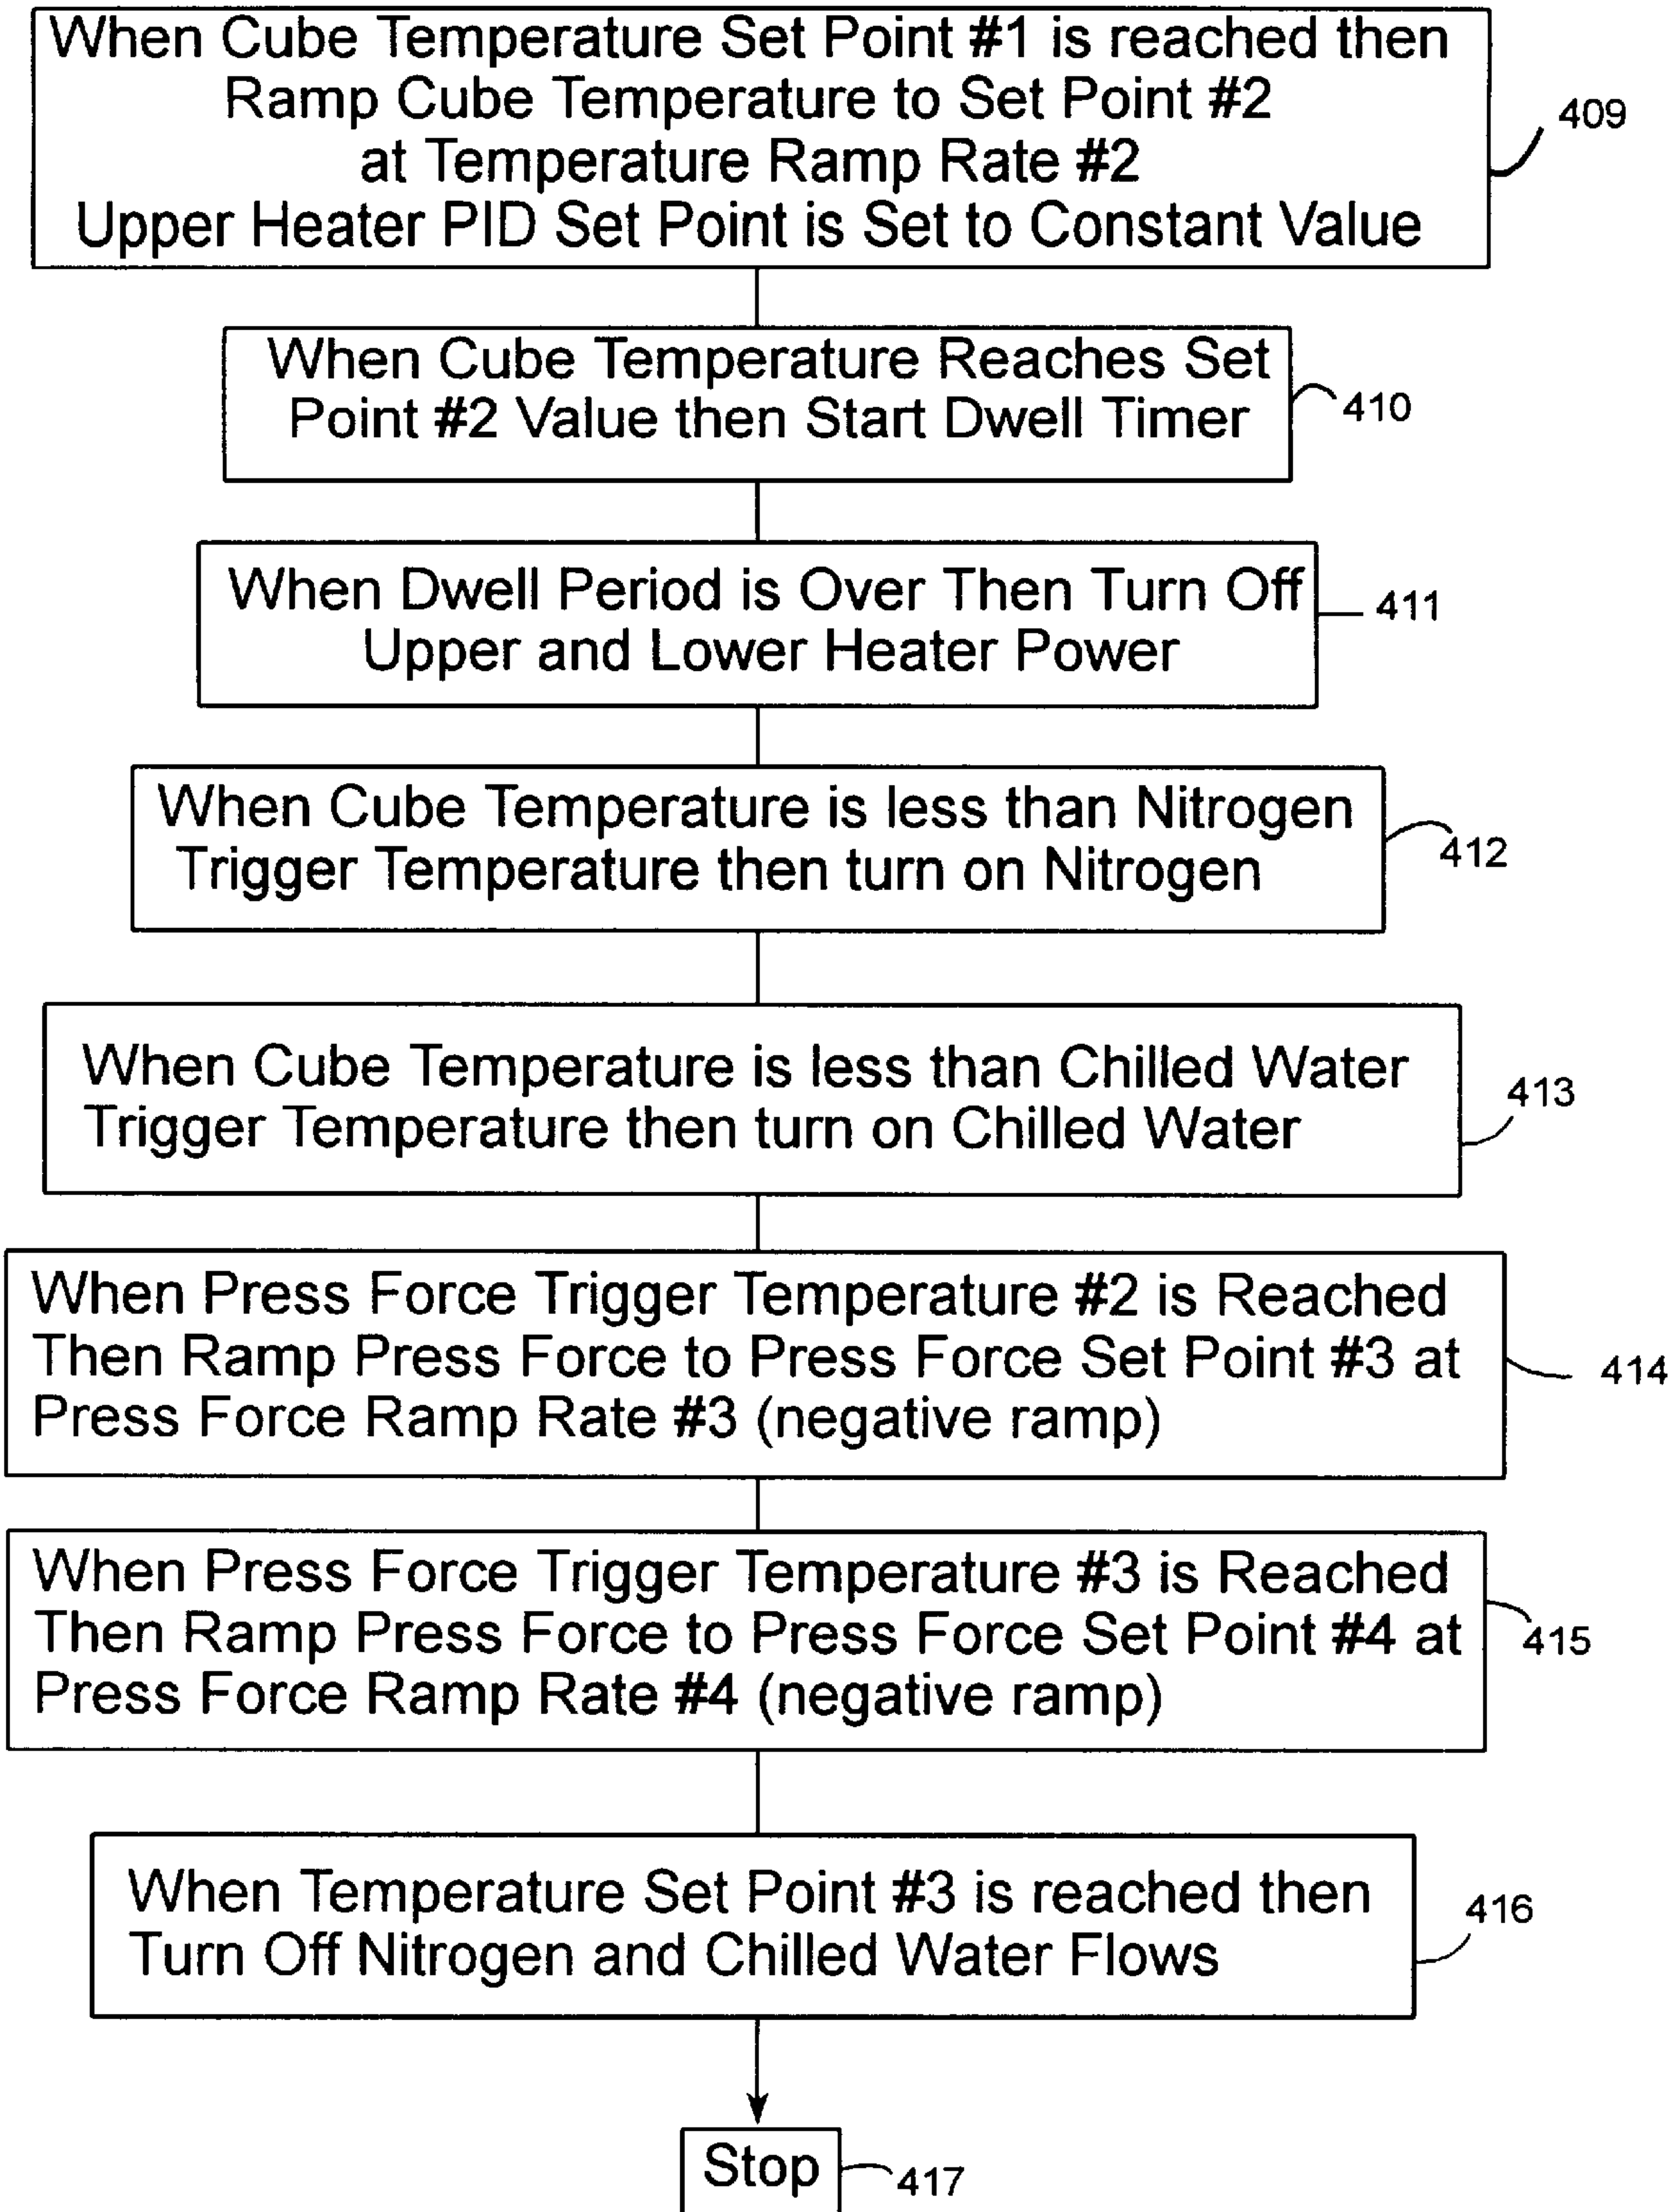 When Cube Temperature Set Point #1 is reached then
Ramp Cube Temperature to Set Point #2
at Temperature Ramp Rate #2
Upper Heater PID Set Point is Set to Constant Value
409
When Cube Temperature Reaches Set
Point #2 Value then Start Dwell Timer
410
When Dwell Period is Over Then Turn Off
Upper and Lower Heater Power
411
When Cube Temperature is less than Nitrogen
Trigger Temperature then turn on Nitrogen
412
When Cube Temperature is less than Chilled Water
Trigger Temperature then turn on Chilled Water
413
When Press Force Trigger Temperature #2 is Reached
Then Ramp Press Force to Press Force Set Point #3 at
Press Force Ramp Rate #3 (negative ramp)
414
When Press Force Trigger Temperature #3 is Reached
Then Ramp Press Force to Press Force Set Point #4 at
Press Force Ramp Rate #4 (negative ramp)
415
When Temperature Set Point #3 is reached then
Turn Off Nitrogen and Chilled Water Flows
416
Stop
417